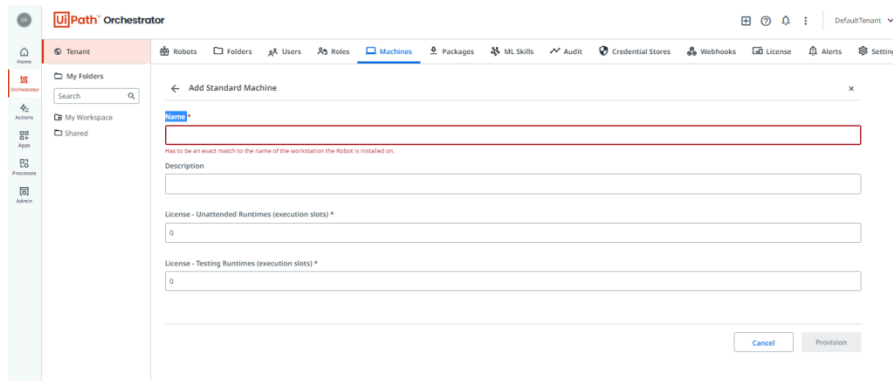 UI
UiPath™ Orchestrator
DefaultTenant
Home
Orchestrator
Actions
Apps
Processes
Admin
Tenant
My Folders
Search
My Workspace
Shared
Robots Folders Users Roles Machines Packages ML Skills Audit Credential Stores Webhooks License Alerts Setting
Add Standard Machine
Name *
Has to be an exact match to the name of the workstation the Robot is installed on.
Description
License - Unattended Runtimes (execution slots) *
0
License - Testing Runtimes (execution slots) *
0
Cancel Provision